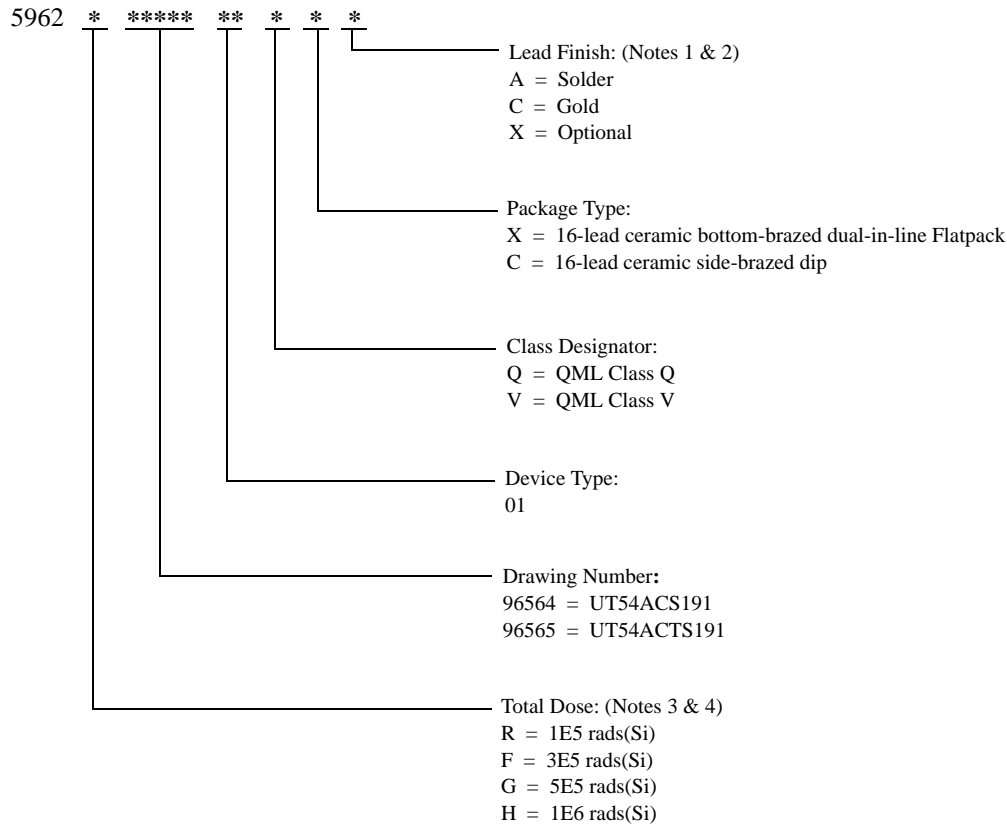 5962 * ***** ** * * *
Lead Finish: (Notes 1 & 2)
A = Solder
C = Gold
X = Optional
Package Type:
X = 16-lead ceramic bottom-brazed dual-in-line Flatpack
C = 16-lead ceramic side-brazed dip
Class Designator:
Q = QML Class Q
V = QML Class V
Device Type:
01
Drawing Number:
96564 = UT54ACS191
96565 = UT54ACTS191
Total Dose: (Notes 3 & 4)
R = 1E5 rads(Si)
F = 3E5 rads(Si)
G = 5E5 rads(Si)
H = 1E6 rads(Si)